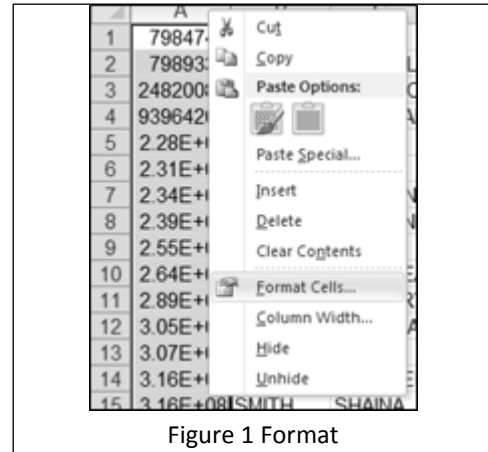 A
1 79847 Cut
2 79893 Copy L
3 248200 Paste Options:
4 939642
5 2.28E+ Paste Special...
6 2.31E+
7 2.34E+ Insert
8 2.39E+ Delete
9 2.55E+ Clear Contents
10 2.64E+
11 2.89E+ Format Cells...
12 3.05E+ Column Width...
13 3.07E+ Hide
14 3.16E+ Unhide
15 3.16E+08 SMITH SHAINA
Figure 1 Format